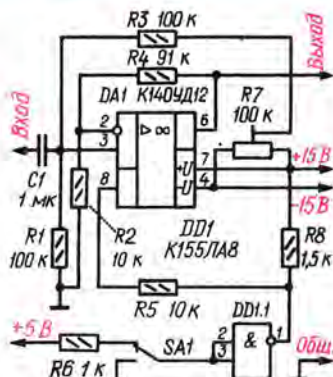 R3 100 к
R4 91 к
Выход
DA1 К140УД12
R7
100 к
Вход
2
3
▷ ∞
6
+U
-U
7
4
+15 В
-15 В
8
C1
1 мк
DD1
К155ЛА8
R1
100 к
R2
10 к
R8
1,5 к
R5 10 к
DD1.1
+5 В
SA1
2
3
&
1
Общ.
R6 1 к